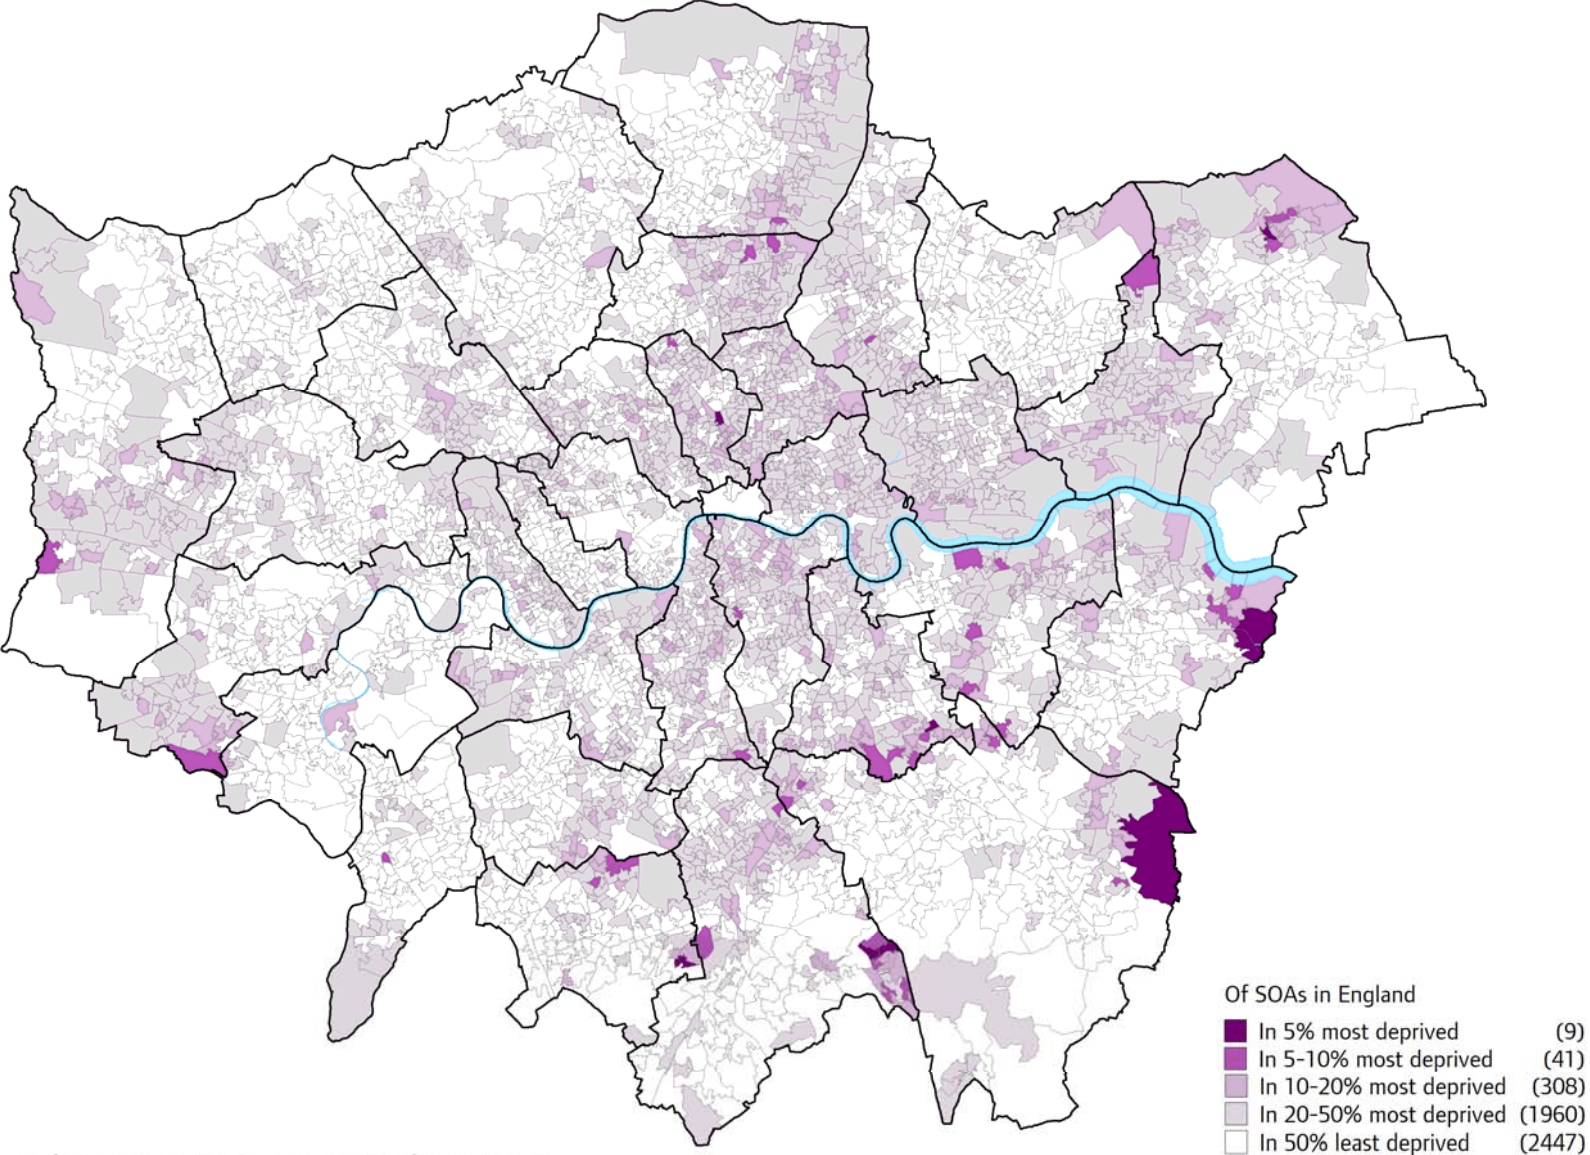 Of SOAs in England
In 5% most deprived (9)
In 5-10% most deprived (41)
In 10-20% most deprived (308)
In 20-50% most deprived (1960)
In 50% least deprived (2447)